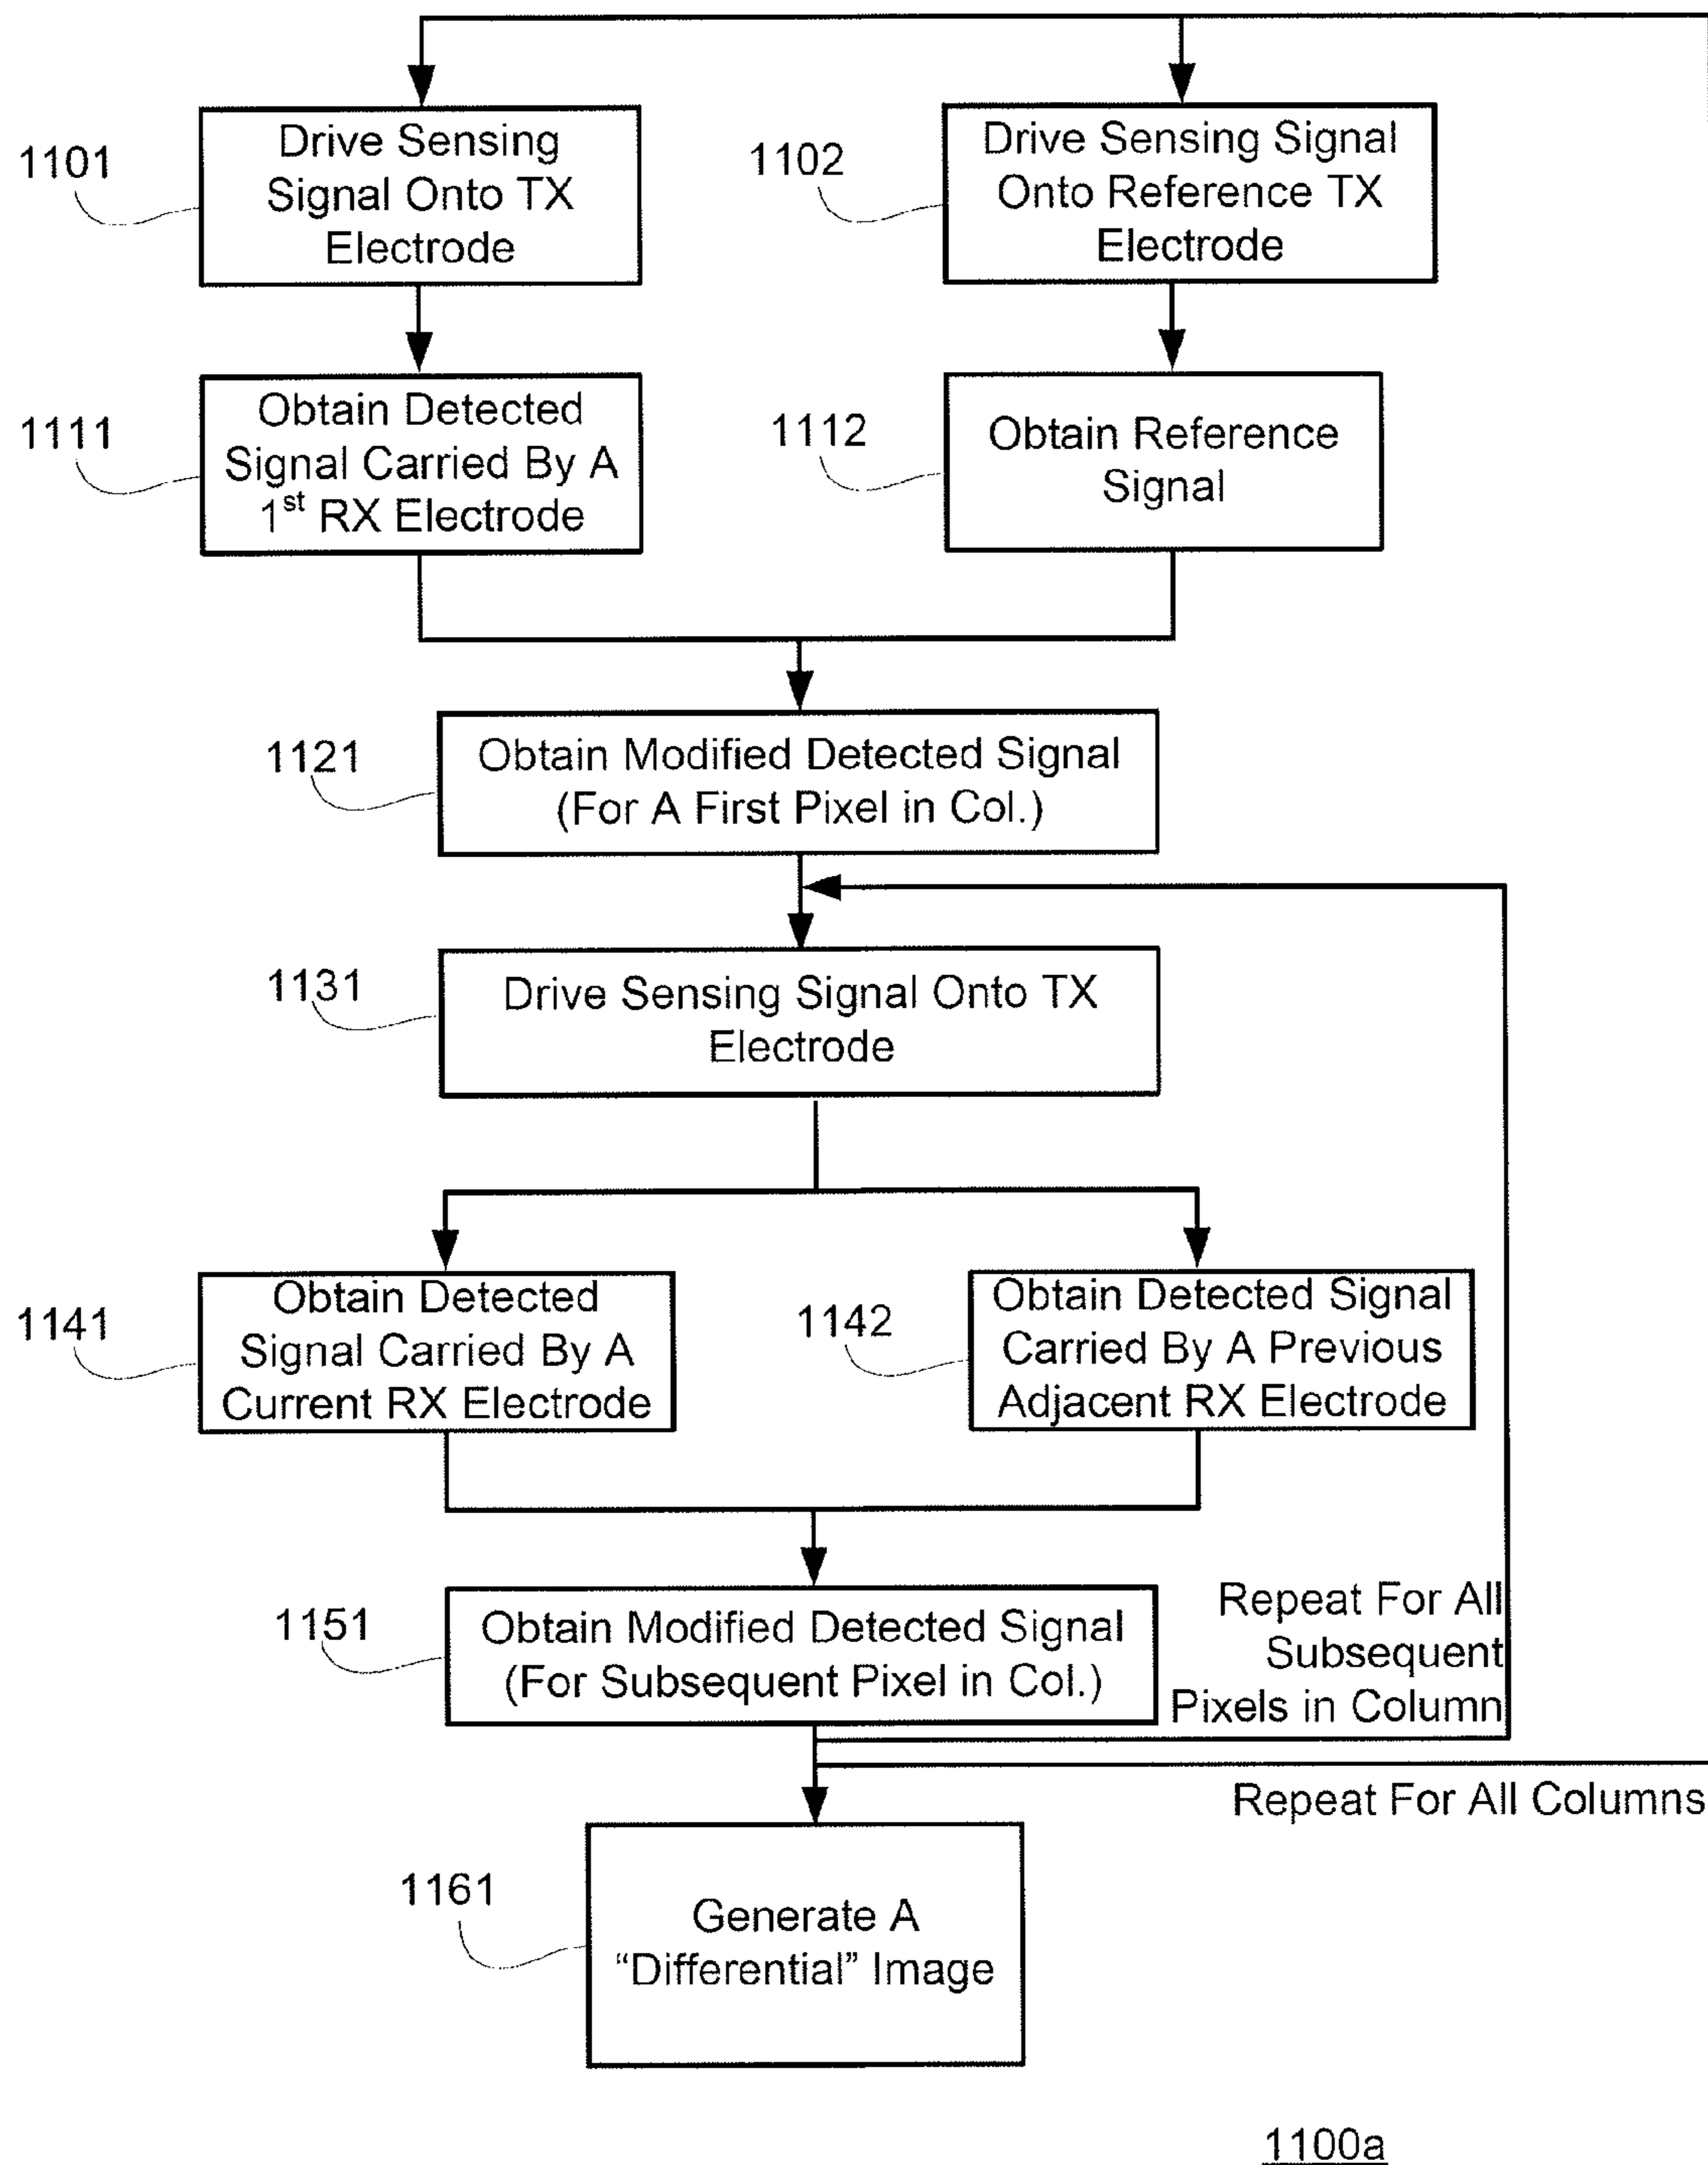 1101
Drive Sensing
Signal Onto TX
Electrode
1102
Drive Sensing Signal
Onto Reference TX
Electrode
1111
Obtain Detected
Signal Carried By A
1st RX Electrode
1112
Obtain Reference
Signal
1121
Obtain Modified Detected Signal
(For A First Pixel in Col.)
1131
Drive Sensing Signal Onto TX
Electrode
1141
Obtain Detected
Signal Carried By A
Current RX Electrode
1142
Obtain Detected Signal
Carried By A Previous
Adjacent RX Electrode
1151
Obtain Modified Detected Signal
(For Subsequent Pixel in Col.)
Repeat For All
Subsequent
Pixels in Column
Repeat For All Columns
1161
Generate A
“Differential” Image
1100a